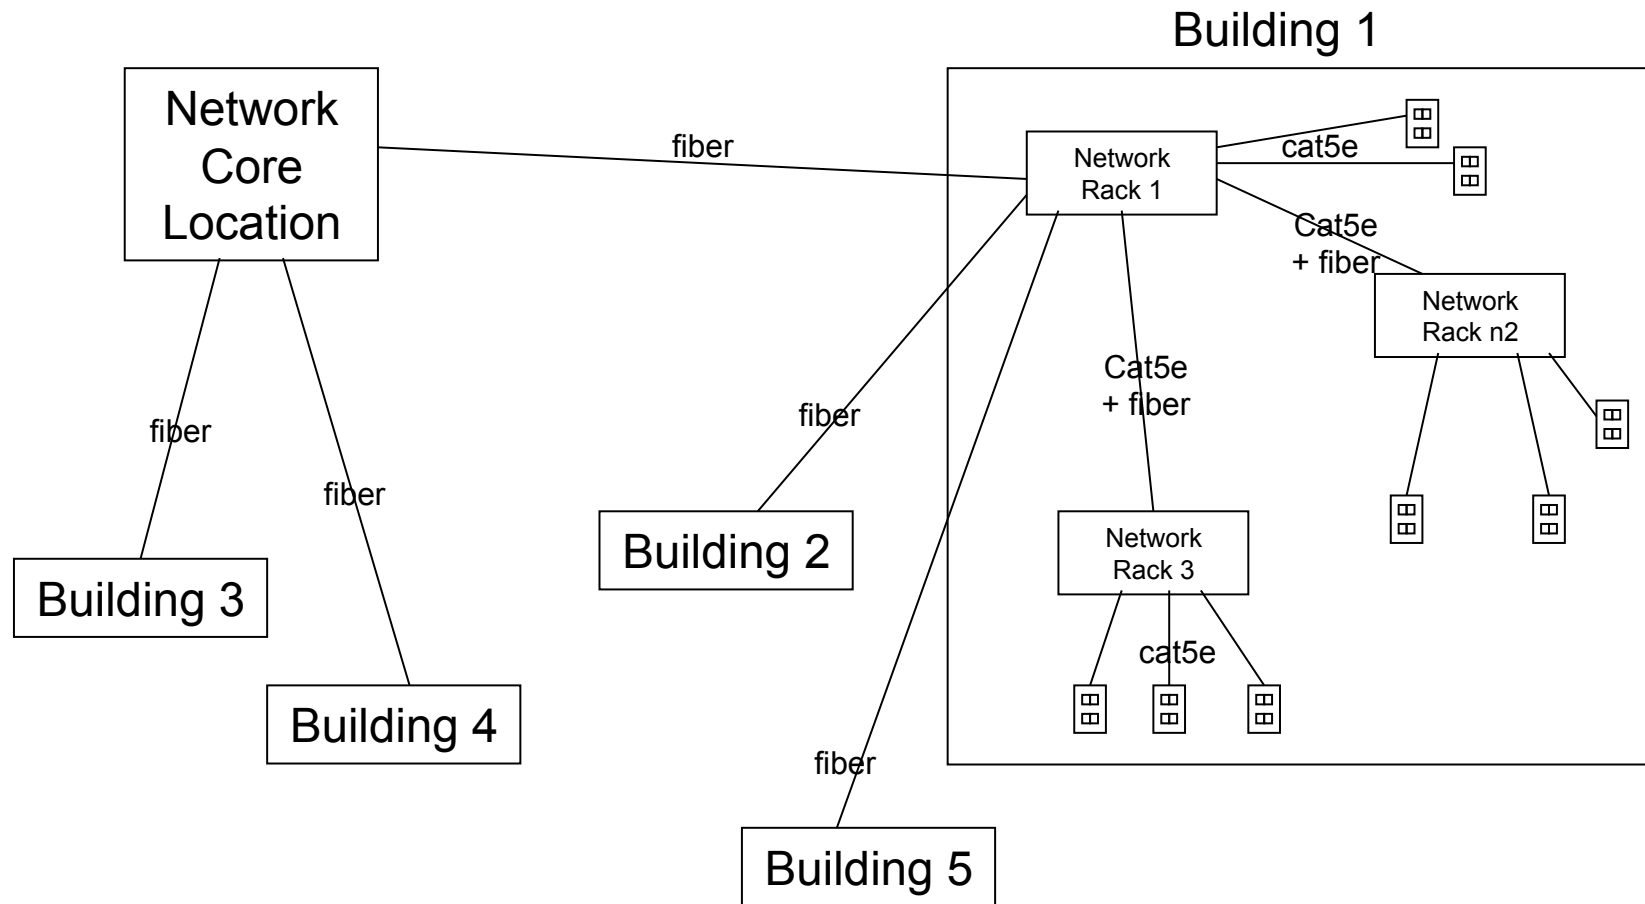 Building 1
Network
Core
Location
fiber
Network
Rack 1
cat5e
Cat5e
+ fiber
Network
Rack n2
Cat5e
+ fiber
fiber
fiber
fiber
Building 2
Network
Rack 3
Building 3
cat5e
Building 4
fiber
Building 5